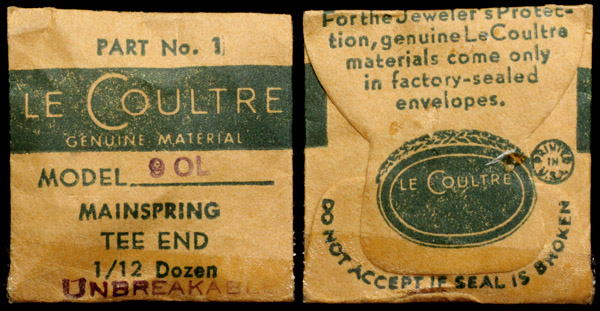 PART No. 1
LE COULTRE
GENUINE MATERIAL
MODEL 9 OL
MAINSPRING
TEE END
1/12 Dozen
UNBREAKABLE
For the Jeweler's Protec-
tion, genuine LeCoultre
materials come only
in factory-sealed
envelopes.
LE COULTRE
PRINTED
IN
U.S.A.
DO NOT ACCEPT IF SEAL IS BROKEN